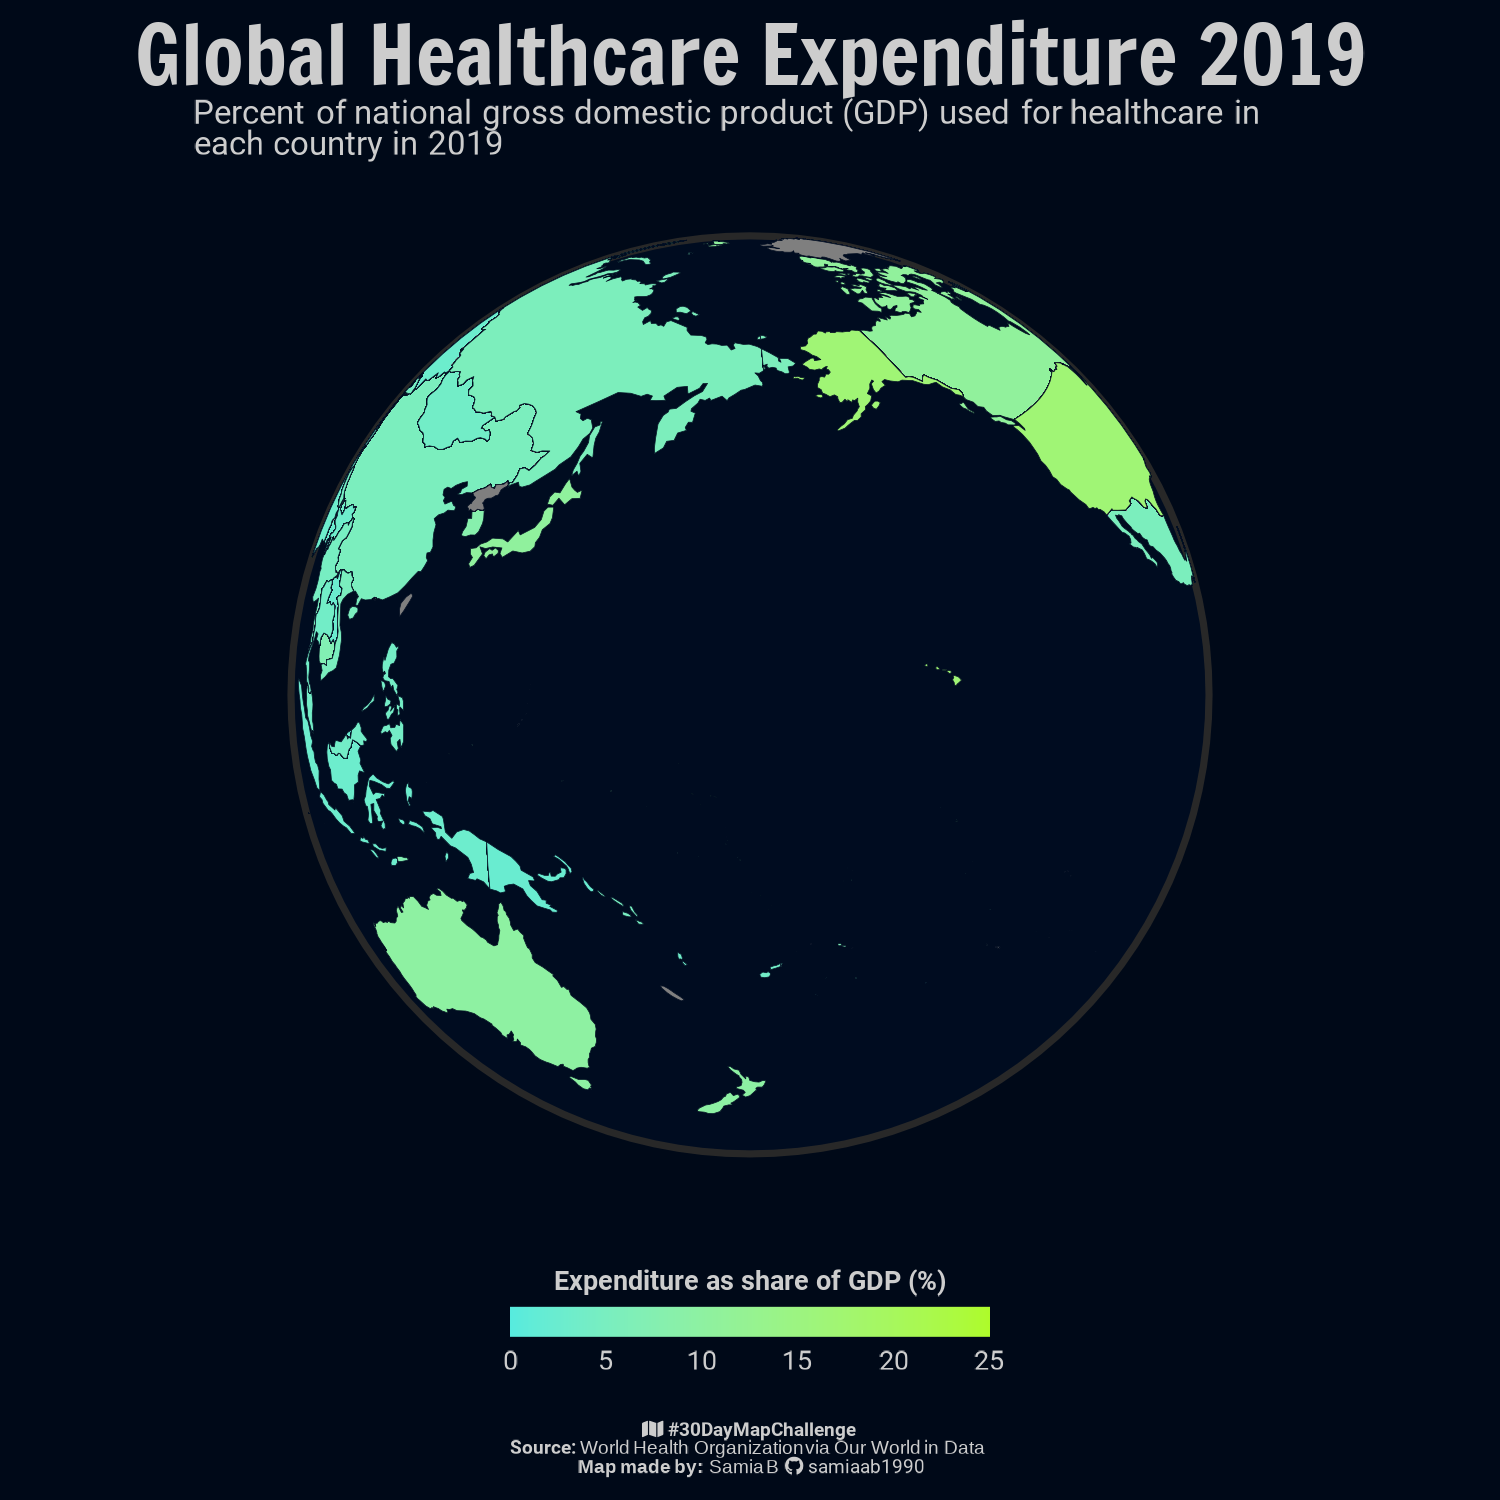 Global Healthcare Expenditure 2019
Percent of national gross domestic product (GDP) used for healthcare in
each country in 2019
Expenditure as share of GDP (%)
0 5 10 15 20 25
#30DayMapChallenge
Source: World Health Organization via Our World in Data
Map made by: Samia B samiaab1990